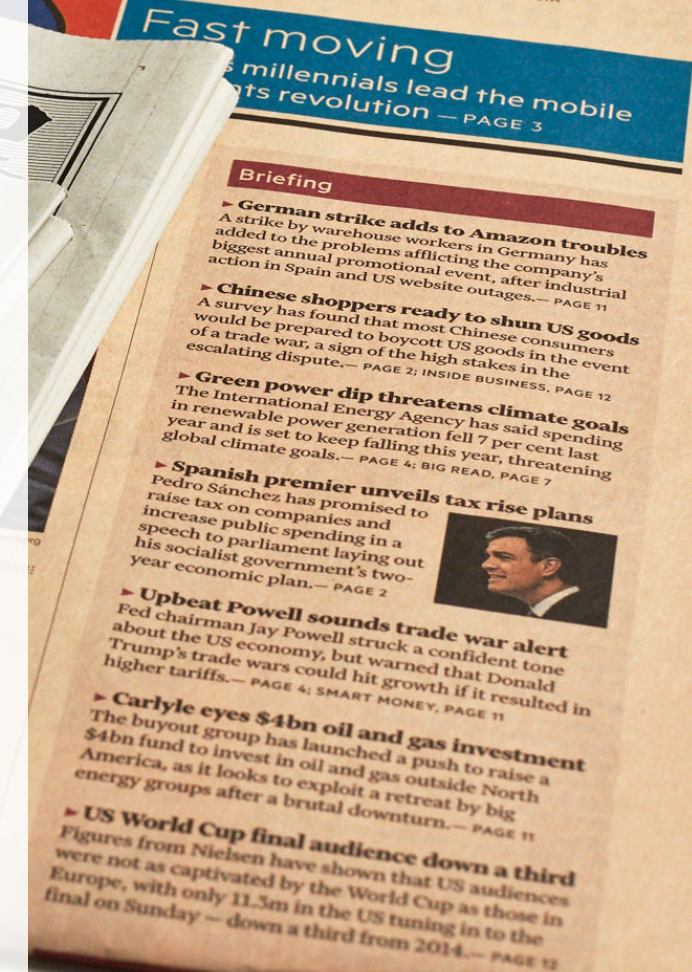 Fast moving
millennials lead the mobile
revolution — PAGE 3
Briefing
► German strike adds to Amazon troubles
A strike by warehouse workers in Germany has
added to the problems afflicting the company's
biggest annual promotional event, after industrial
action in Spain and US website outages.— PAGE 11
► Chinese shoppers ready to shun US goods
A survey has found that most Chinese consumers
would be prepared to boycott US goods in the event
of a trade war, a sign of the high stakes in the
escalating dispute.— PAGE 2; INSIDE BUSINESS, PAGE 12
► Green power dip threatens climate goals
The International Energy Agency has said spending
in renewable power generation fell 7 per cent last
year and is set to keep falling this year, threatening
global climate goals.— PAGE 4; BIG READ, PAGE 7
► Spanish premier unveils tax rise plans
Pedro Sánchez has promised to
raise tax on companies and
increase public spending in a
speech to parliament laying out
his socialist government's two-
year economic plan.— PAGE 2
► Upbeat Powell sounds trade war alert
Fed chairman Jay Powell struck a confident tone
about the US economy, but warned that Donald
Trump's trade wars could hit growth if it resulted in
higher tariffs.— PAGE 4; SMART MONEY, PAGE 11
► Carlyle eyes $4bn oil and gas investment
The buyout group has launched a push to raise a
$4bn fund to invest in oil and gas outside North
America, as it looks to exploit a retreat by big
energy groups after a brutal downturn.— PAGE 11
► US World Cup final audience down a third
Figures from Nielsen have shown that US audiences
were not as captivated by the World Cup as those in
Europe, with only 11.3m in the US tuning in to the
final on Sunday — down a third from 2014.— PAGE 12